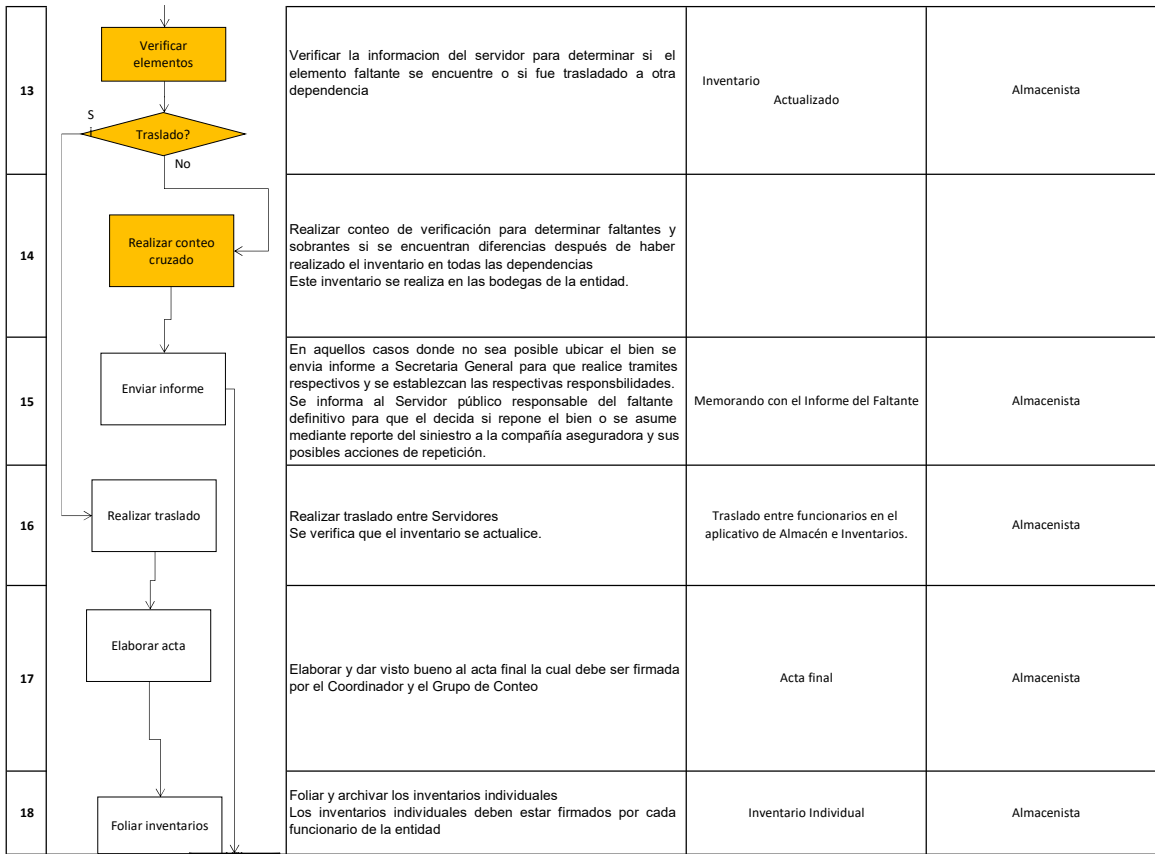 13
Verificar
elementos
S
i
Traslado?
No
Verificar la informacion del servidor para determinar si el
elemento faltante se encuentre o si fue trasladado a otra
dependencia
Inventario
Actualizado
Almacenista
14
Realizar conteo
cruzado
Realizar conteo de verificación para determinar faltantes y
sobrantes si se encuentran diferencias después de haber
realizado el inventario en todas las dependencias
Este inventario se realiza en las bodegas de la entidad.
15
Enviar informe
En aquellos casos donde no sea posible ubicar el bien se
envia informe a Secretaria General para que realice tramites
respectivos y se establezcan las respectivas responsbilidades.
Se informa al Servidor público responsable del faltante
definitivo para que el decida si repone el bien o se asume
mediante reporte del siniestro a la compañía aseguradora y sus
posibles acciones de repetición.
Memorando con el Informe del Faltante
Almacenista
16
Realizar traslado
Realizar traslado entre Servidores
Se verifica que el inventario se actualice.
Traslado entre funcionarios en el
aplicativo de Almacén e Inventarios.
Almacenista
17
Elaborar acta
Elaborar y dar visto bueno al acta final la cual debe ser firmada
por el Coordinador y el Grupo de Conteo
Acta final
Almacenista
18
Foliar inventarios
Foliar y archivar los inventarios individuales
Los inventarios individuales deben estar firmados por cada
funcionario de la entidad
Inventario Individual
Almacenista